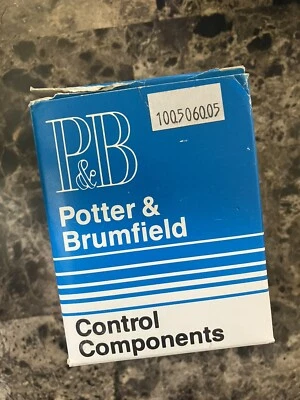 100506005
P&B
Potter &
Brumfield
Control
Components